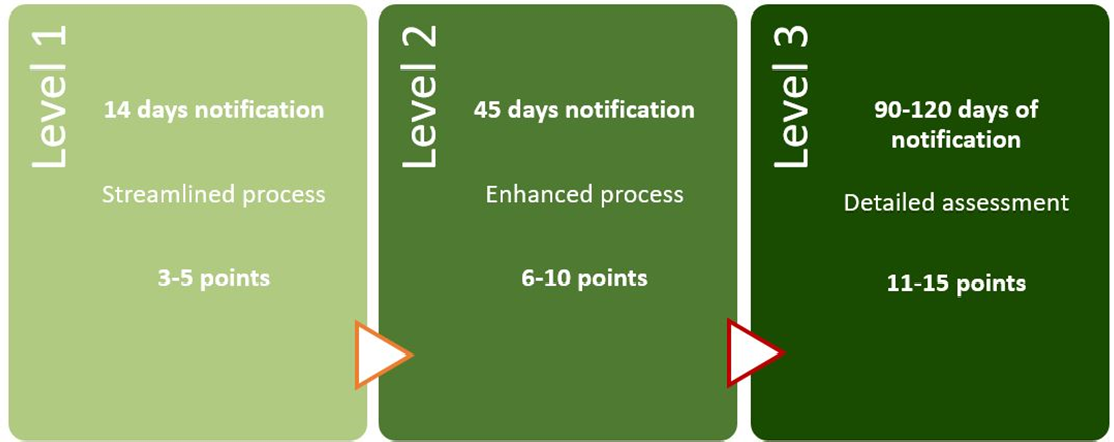 Level 1
14 days notification
Streamlined process
3-5 points
Level 2
45 days notification
Enhanced process
6-10 points
Level 3
90-120 days of
notification
Detailed assessment
11-15 points